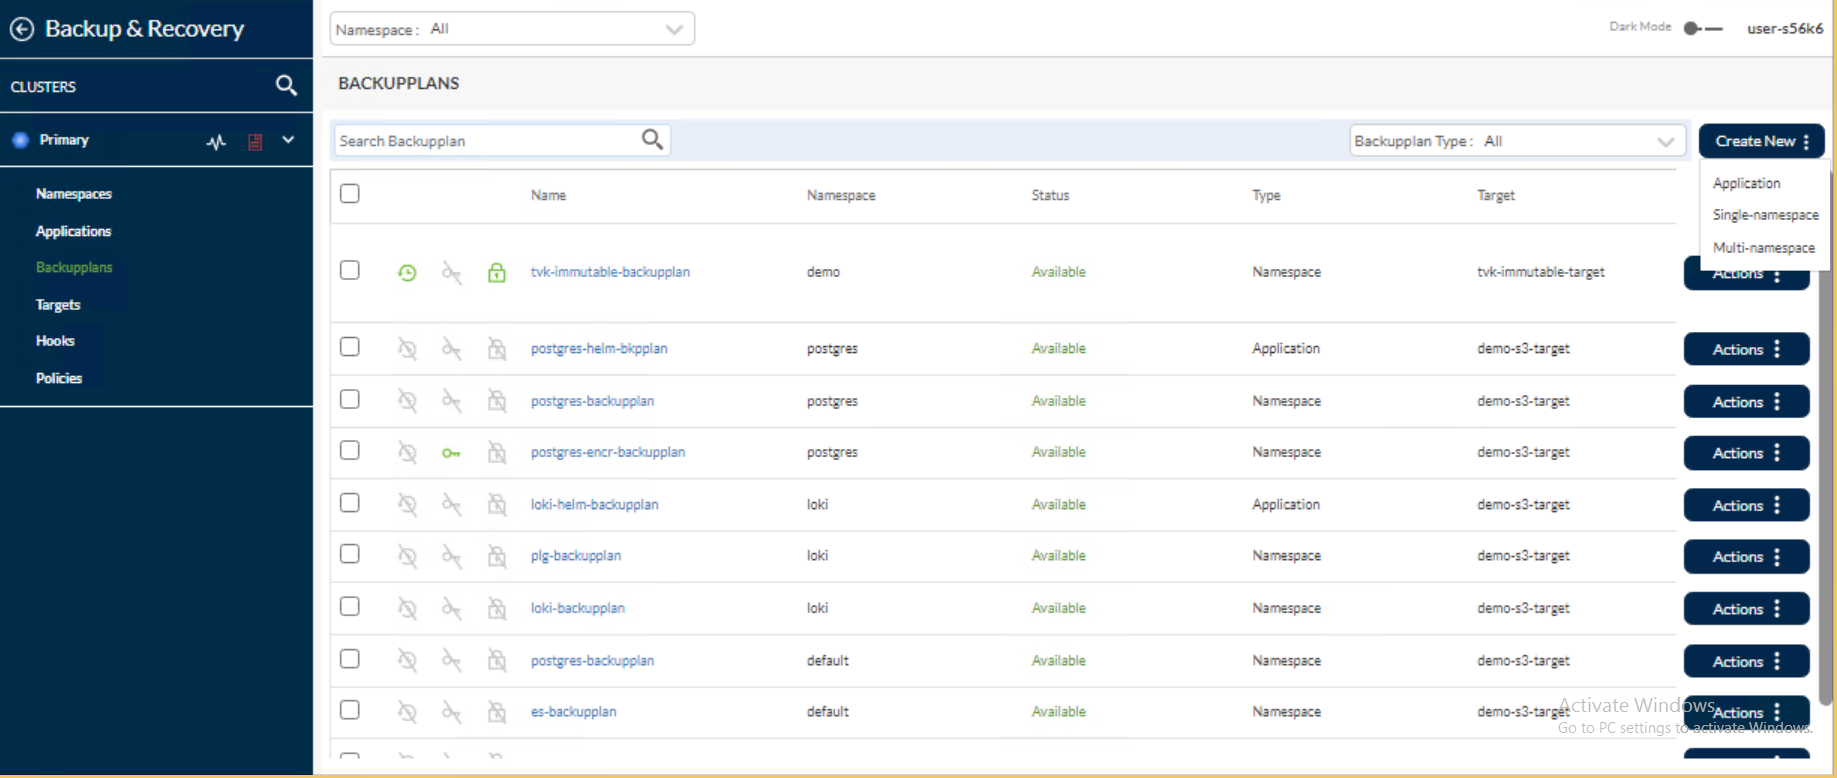 Backup & Recovery
Namespace : All
Dark Mode
user-s56k6
CLUSTERS
BACKUPPLANS
Primary
Search Backupplan
Backupplan Type : All
Create New
Application
Single-namespace
Multi-namespace
Namespaces
Applications
Backupplans
Targets
Hooks
Policies
Name Namespace Status Type Target
tvk-immutable-backupplan demo Available Namespace tvk-immutable-target Actions
postgres-helm-bkpplan postgres Available Application demo-s3-target Actions
postgres-backupplan postgres Available Namespace demo-s3-target Actions
postgres-encr-backupplan postgres Available Namespace demo-s3-target Actions
loki-helm-backupplan loki Available Application demo-s3-target Actions
plg-backupplan loki Available Namespace demo-s3-target Actions
loki-backupplan loki Available Namespace demo-s3-target Actions
postgres-backupplan default Available Namespace demo-s3-target Actions
es-backupplan default Available Namespace demo-s3-target Actions
Activate Windows
Go to PC settings to activate Windows.